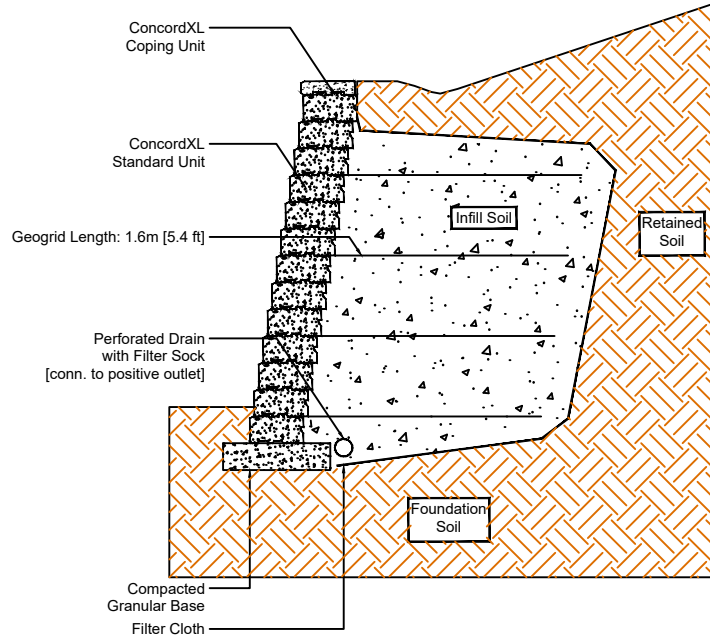 ConcordXL
Coping Unit
ConcordXL
Standard Unit
Infill Soil
Retained
Soil
Geogrid Length: 1.6m [5.4 ft]
Perforated Drain
with Filter Sock
[conn. to positive outlet]
Foundation
Soil
Compacted
Granular Base
Filter Cloth